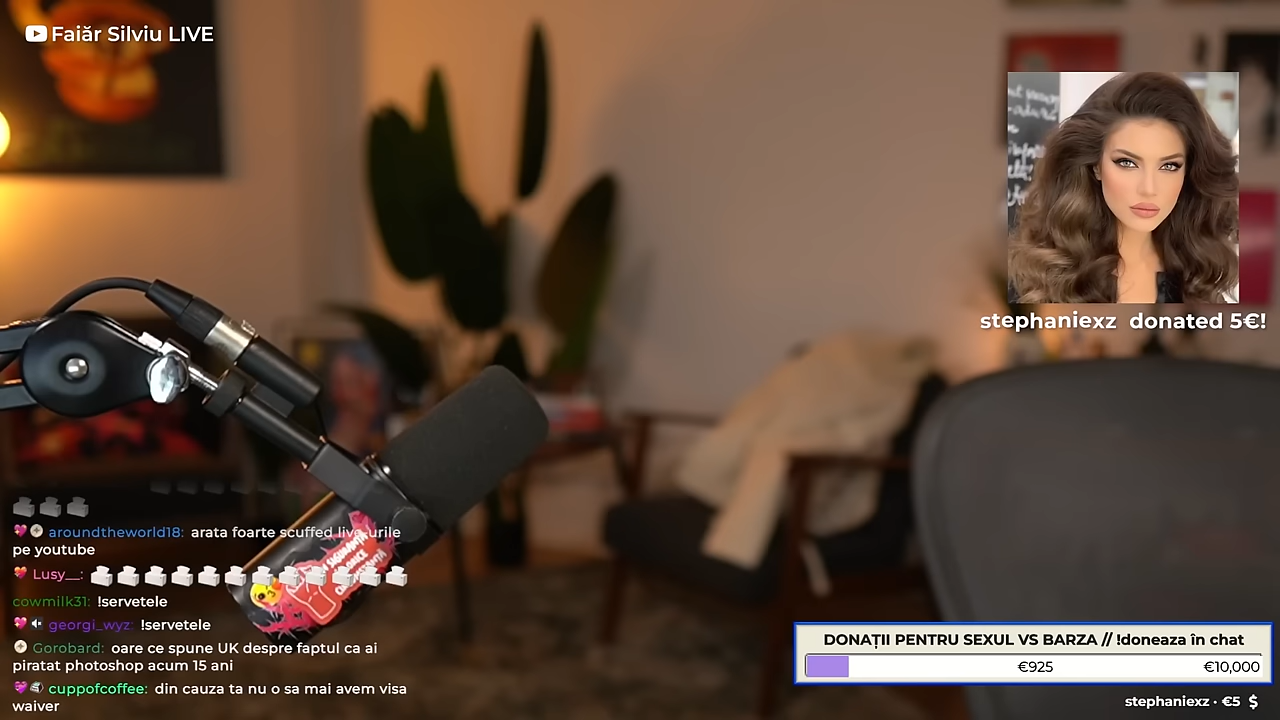 Faiăr Silviu LIVE
stephaniexz donated 5€!
aroundtheworld18: arata foarte scuffed live urile
pe youtube
Lusy__:
cowmilk31: !servetele
georgi_wyz: !servetele
Gorobard: oare ce spune UK despre faptul ca ai
piratat photoshop acum 15 ani
cuppofcoffee: din cauza ta nu o sa mai avem visa
waiver
DONAȚII PENTRU SEXUL VS BARZA // !doneaza în chat
€925 €10,000
stephaniexz · €5 $